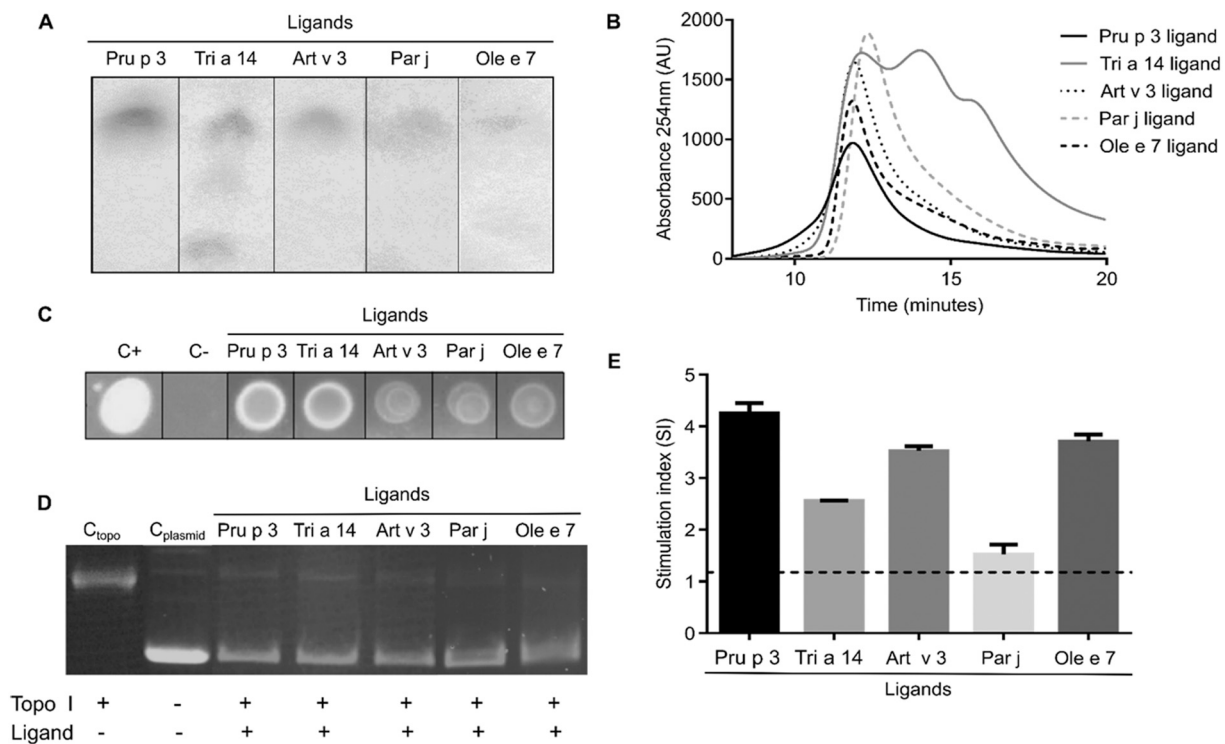 A
Ligands
Pru p 3 Tri a 14 Art v 3 Par j Ole e 7
B
2000
1500
1000
500
0
10 15 20
Absorbance 254nm (AU)
Time (minutes)
Pru p 3 ligand
Tri a 14 ligand
Art v 3 ligand
Par j ligand
Ole e 7 ligand
C
Ligands
C+ C- Pru p 3 Tri a 14 Art v 3 Par j Ole e 7
D
Ligands
Ctopo Cplasmid Pru p 3 Tri a 14 Art v 3 Par j Ole e 7
Topo I + - + + + + +
Ligand - - + + + + +
E
5
4
3
2
1
0
Stimulation index (SI)
Pru p 3 Tri a 14 Art v 3 Par j Ole e 7
Ligands